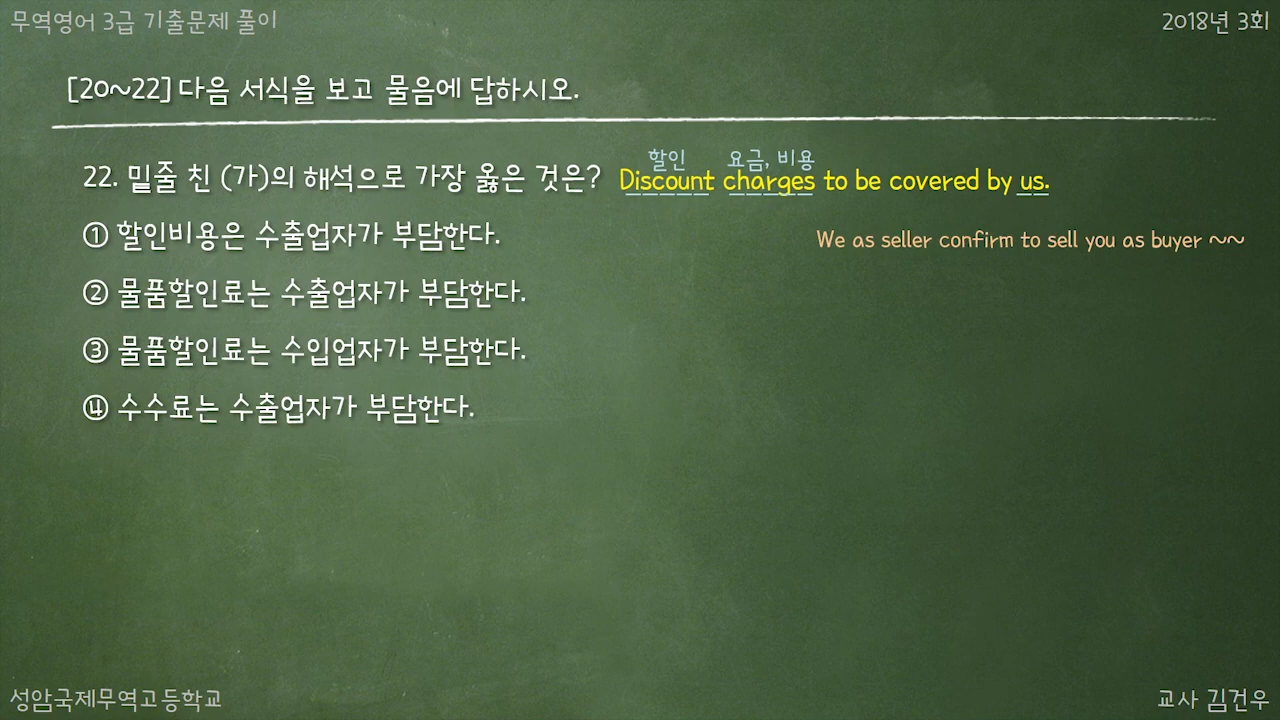 무역영어 3급 기출문제 풀이
2018년 3회
[20~22] 다음 서식을 보고 물음에 답하시오.
할인 요금, 비용
22. 밑줄 친 (가)의 해석으로 가장 옳은 것은? Discount charges to be covered by us.
① 할인비용은 수출업자가 부담한다.
We as seller confirm to sell you as buyer ~~
② 물품할인료는 수출업자가 부담한다.
③ 물품할인료는 수입업자가 부담한다.
④ 수수료는 수출업자가 부담한다.
성암국제무역고등학교
교사 김건우